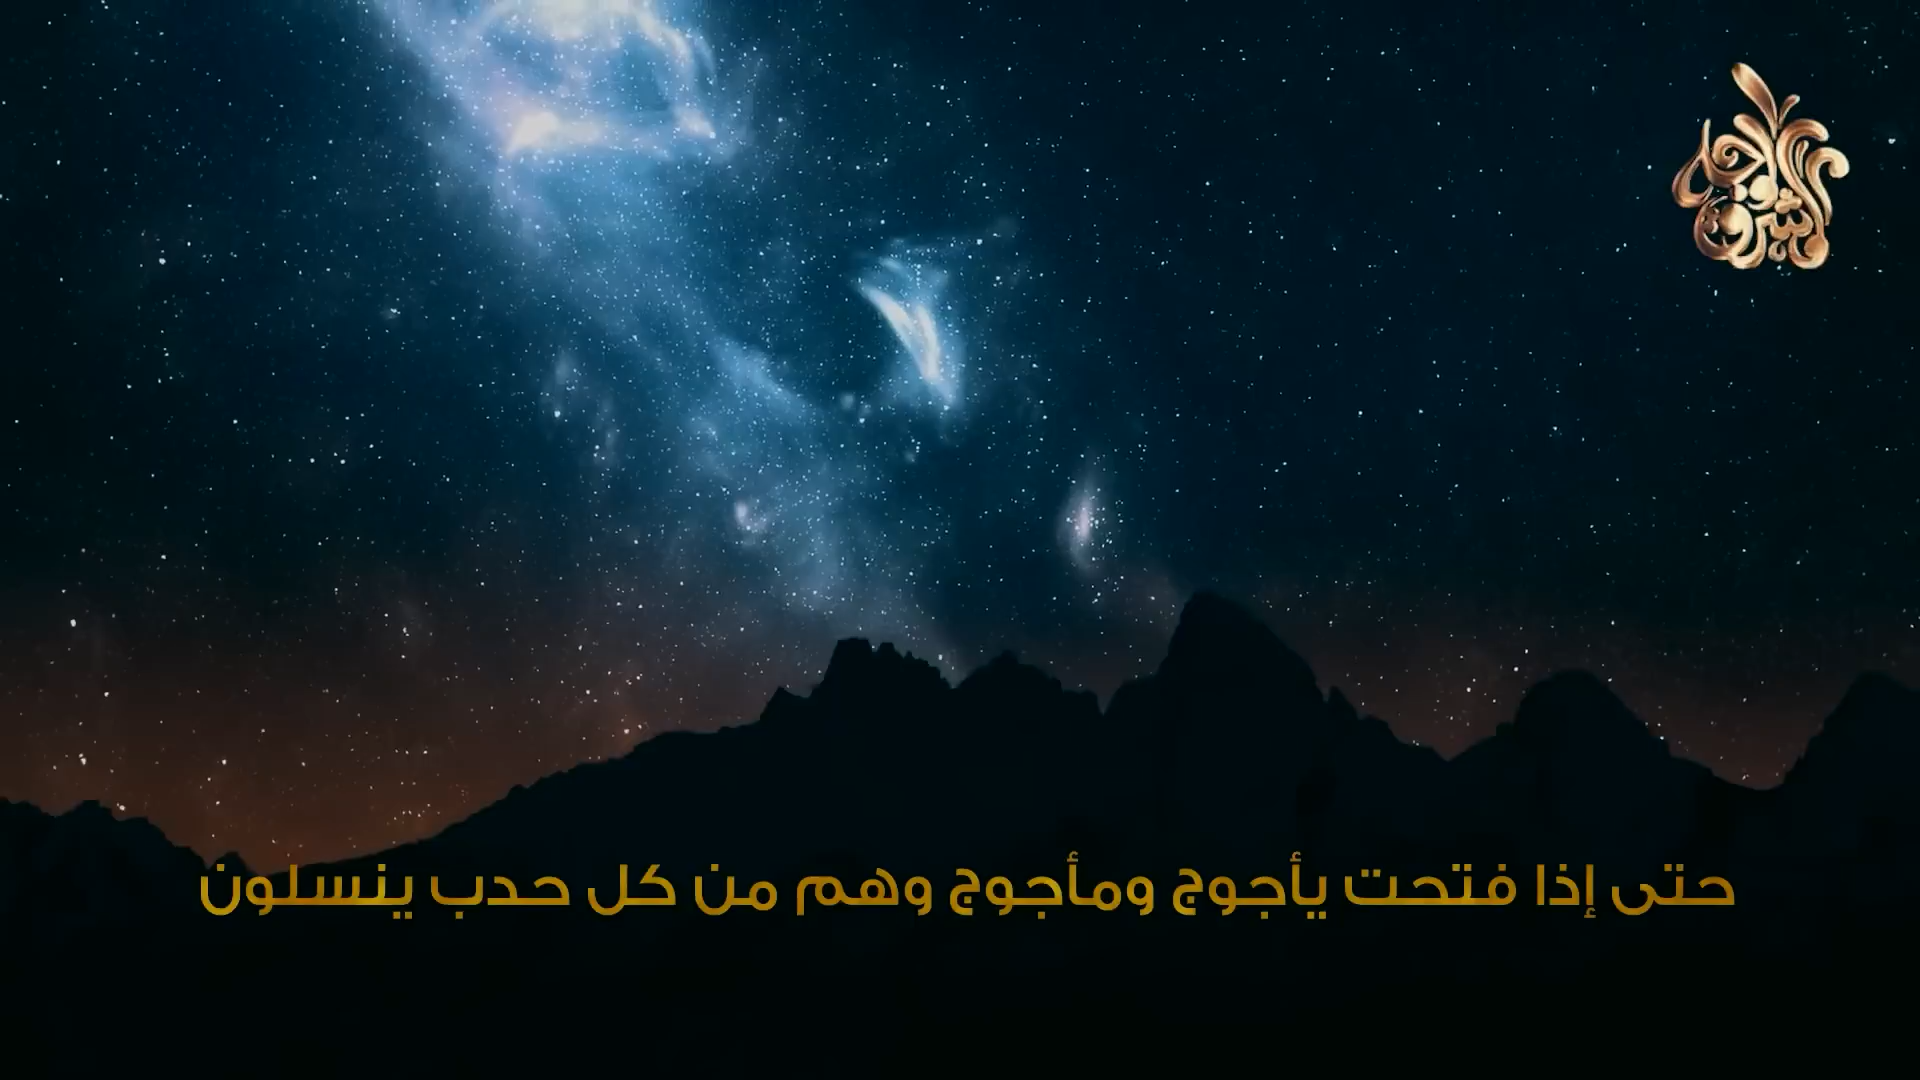 حتى إذا فتحت يأجوج ومأجوج وهم من كل حدب ينسلون